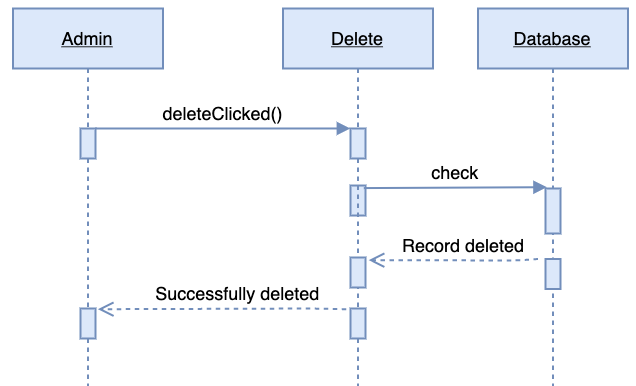 Admin
Delete
Database
deleteClicked()
check
Record deleted
Successfully deleted